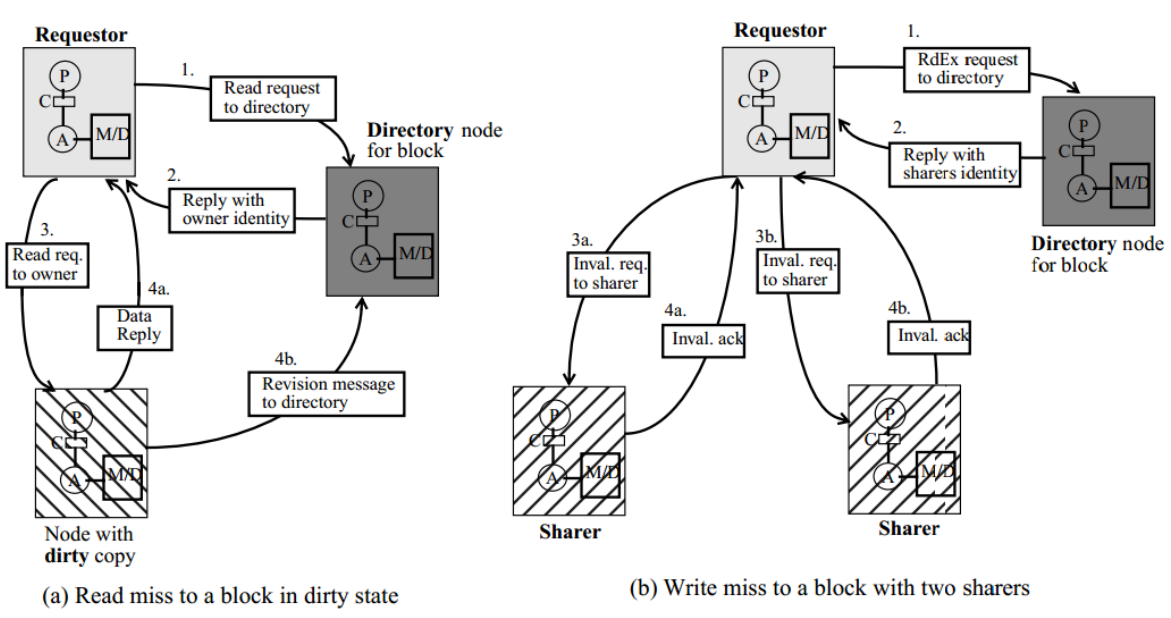 Requestor
P
C
A
M/D
1.
Read request
to directory
Directory node
for block
P
C
A
M/D
2.
Reply with
owner identity
3.
Read req.
to owner
4a.
Data
Reply
4b.
Revision message
to directory
P
C
A
M/D
Node with
dirty copy
(a) Read miss to a block in dirty state
Requestor
P
C
A
M/D
1.
RdEx request
to directory
P
C
A
M/D
2.
Reply with
sharers identity
Directory node
for block
3a.
Inval. req.
to sharer
3b.
Inval. req.
to sharer
4a.
Inval. ack
4b.
Inval. ack
P
C
A
M/D
Sharer
P
C
A
M/D
Sharer
(b) Write miss to a block with two sharers